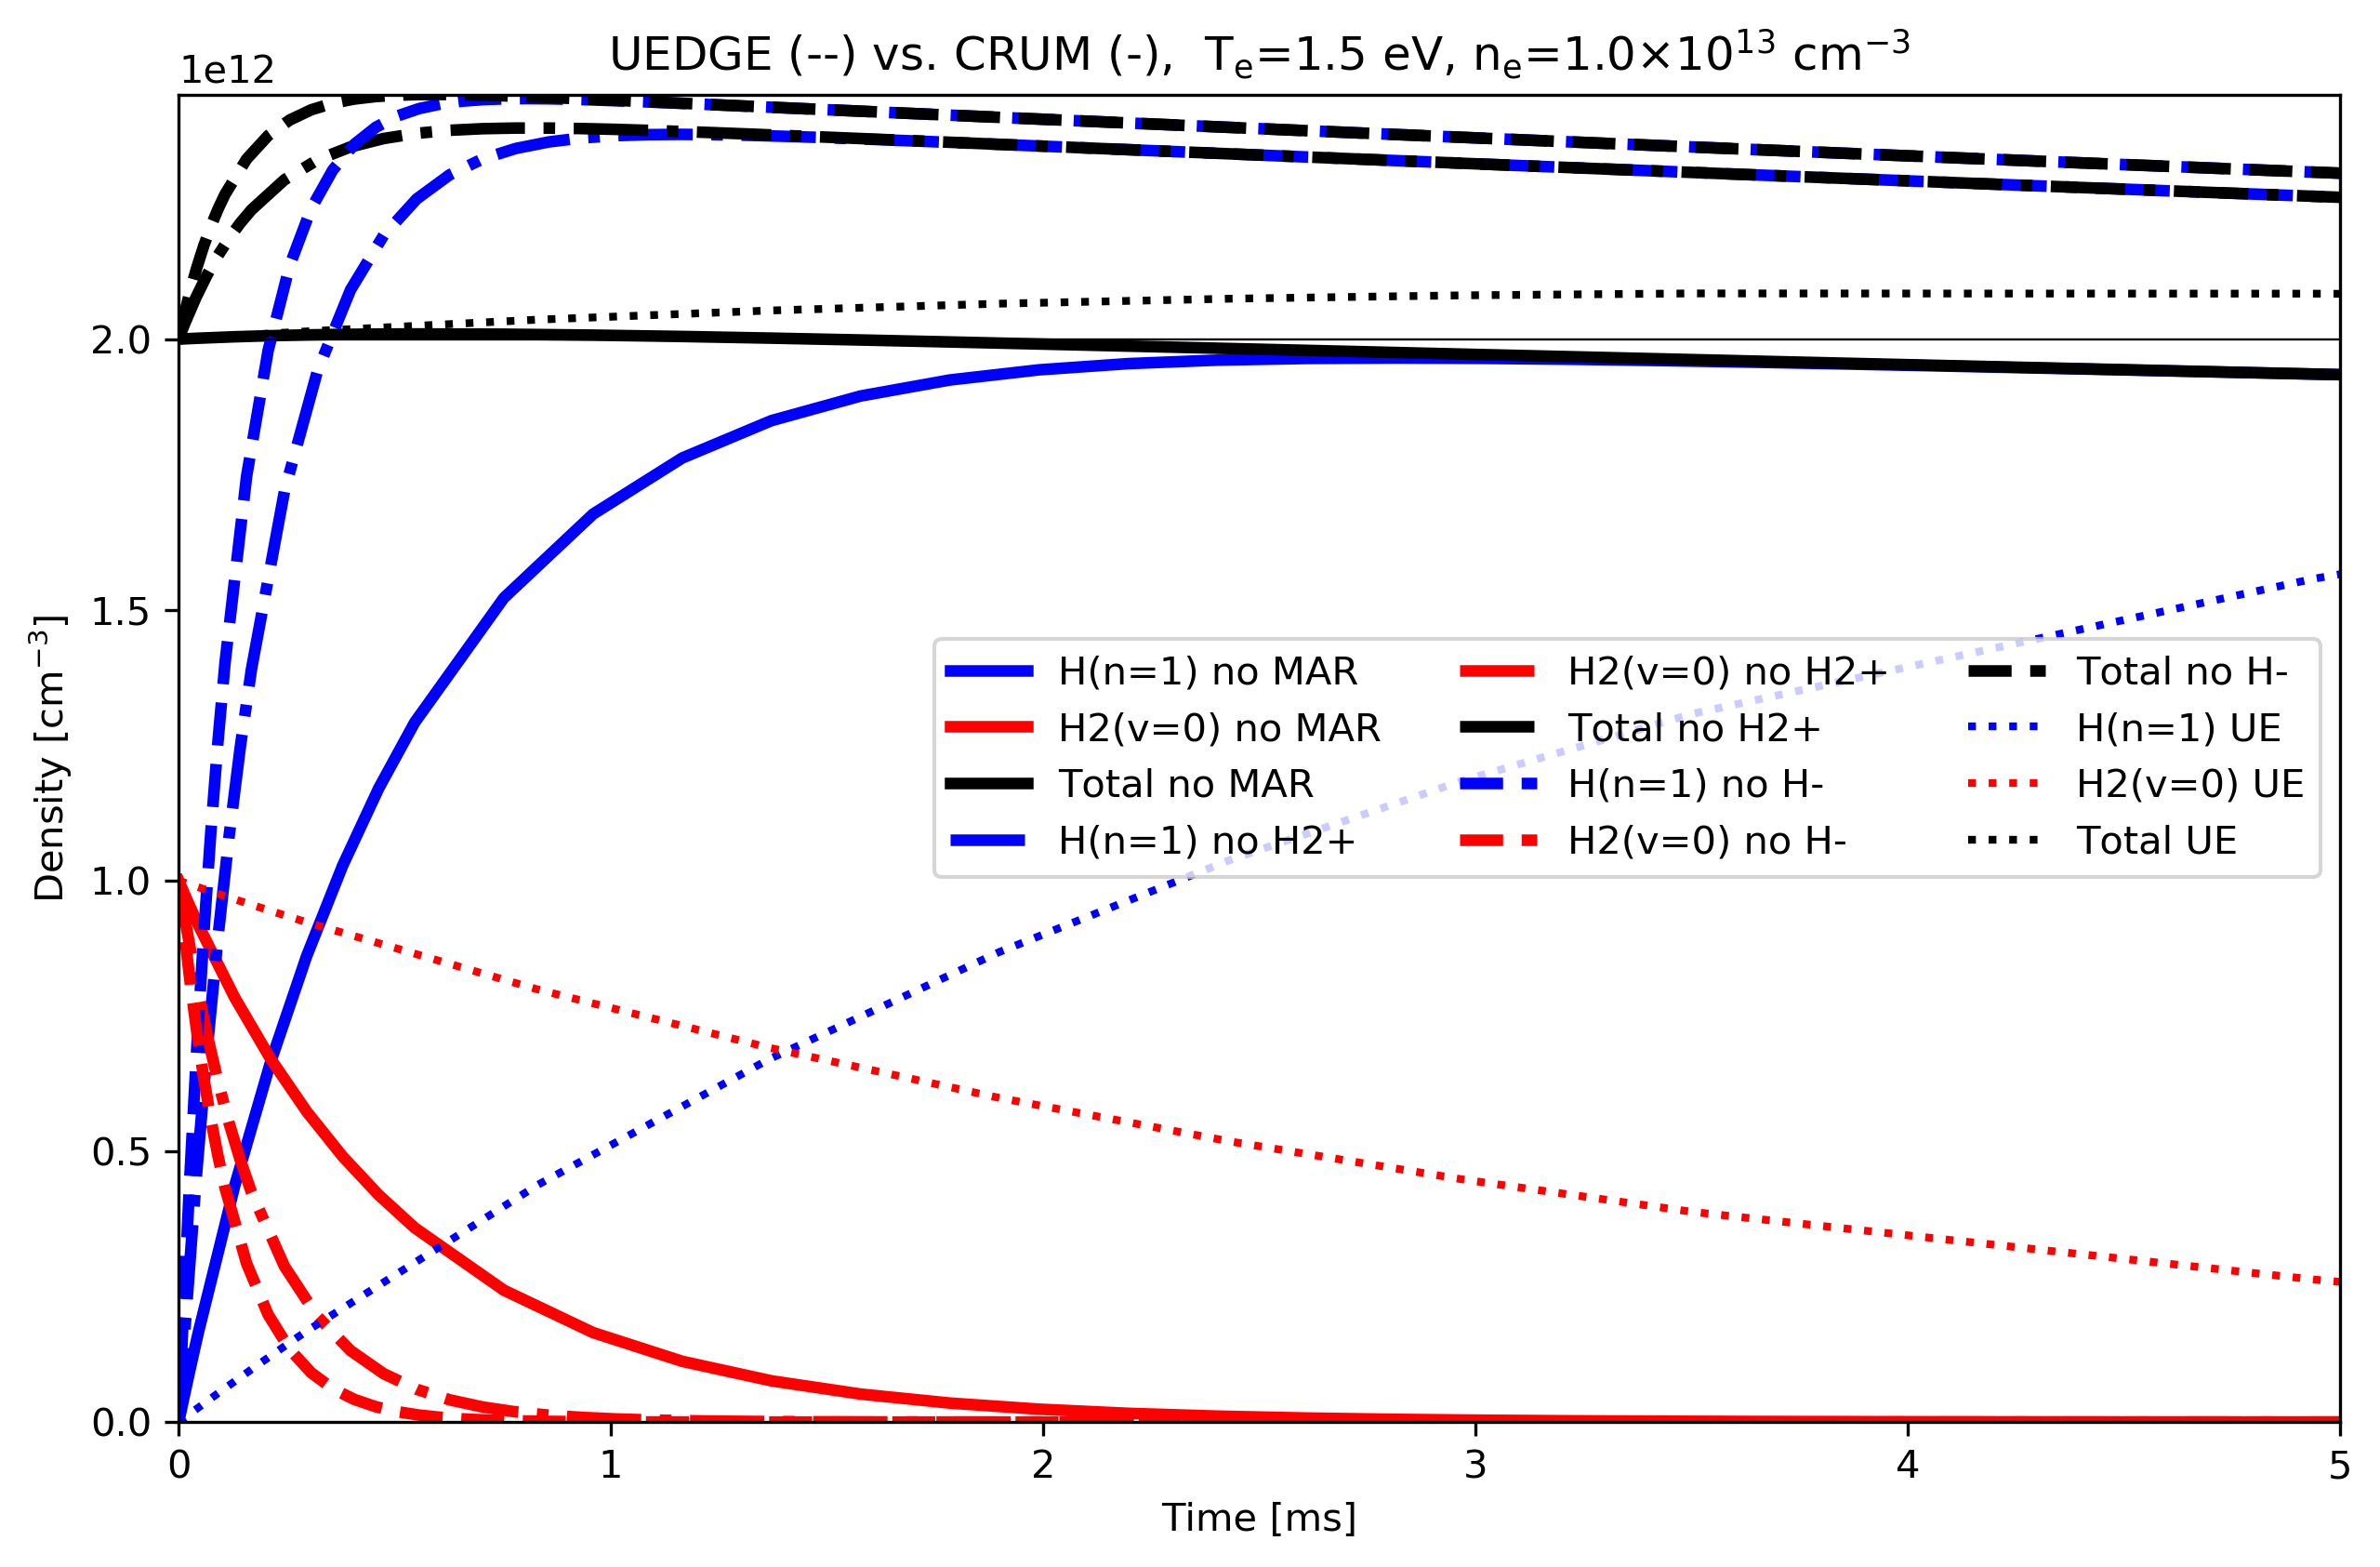 UEDGE (--) vs. CRUM (-), Tₑ=1.5 eV, nₑ=1.0×10¹³ cm⁻³
1e12
2.0
1.5
1.0
0.5
0.0
Density [cm⁻³]
H(n=1) no MAR
H2(v=0) no MAR
Total no MAR
H(n=1) no H2+
H2(v=0) no H2+
Total no H2+
H(n=1) no H-
H2(v=0) no H-
Total no H-
H(n=1) UE
H2(v=0) UE
Total UE
0 1 2 3 4 5
Time [ms]